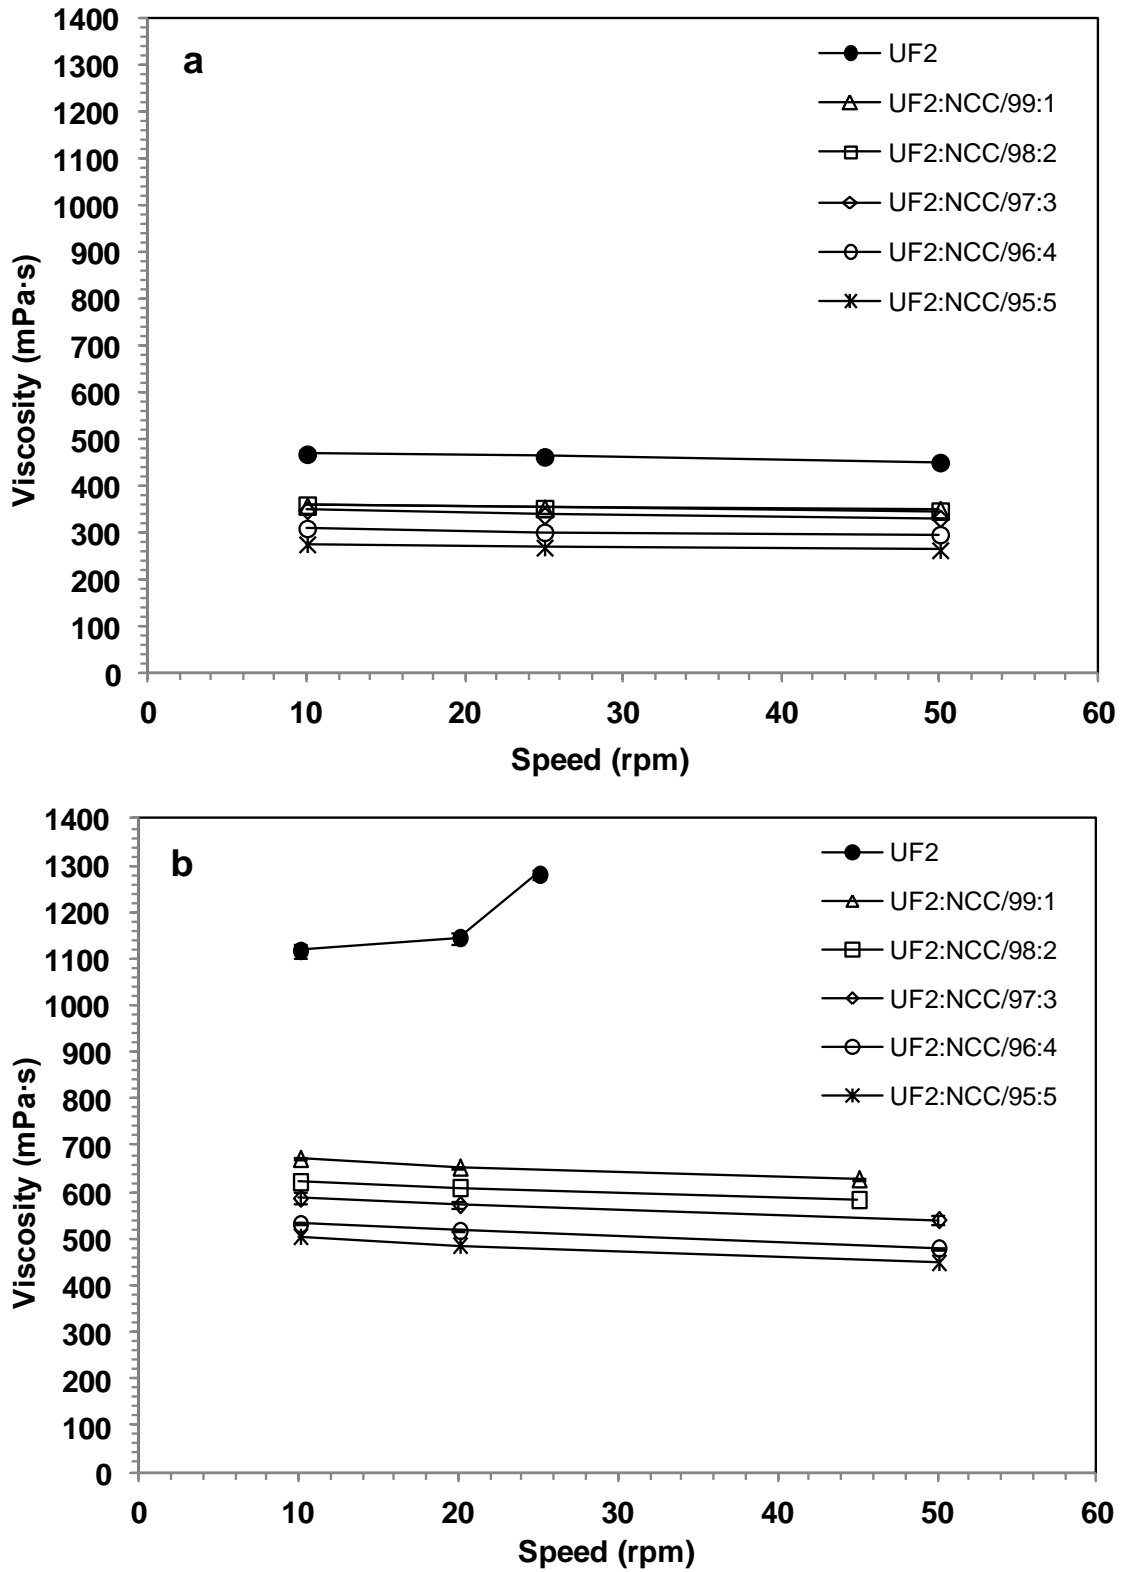 1400
1300
1200
1100
1000
900
800
700
600
500
400
300
200
100
0
Viscosity (mPa·s)
a
UF2
UF2:NCC/99:1
UF2:NCC/98:2
UF2:NCC/97:3
UF2:NCC/96:4
UF2:NCC/95:5
0 10 20 30 40 50 60
Speed (rpm)
1400
1300
1200
1100
1000
900
800
700
600
500
400
300
200
100
0
Viscosity (mPa·s)
b
UF2
UF2:NCC/99:1
UF2:NCC/98:2
UF2:NCC/97:3
UF2:NCC/96:4
UF2:NCC/95:5
0 10 20 30 40 50 60
Speed (rpm)